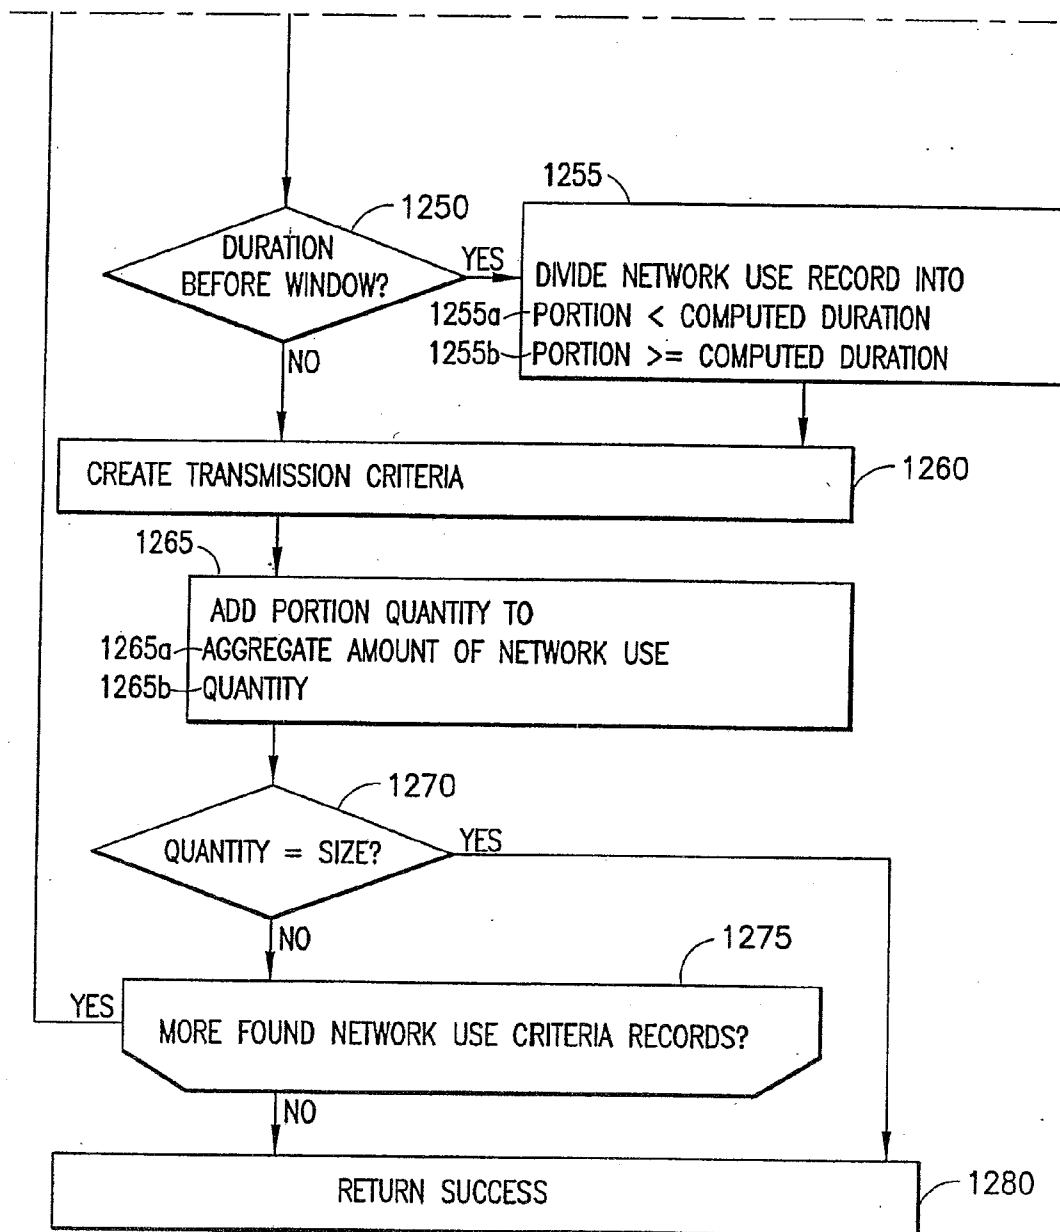 1250
DURATION
BEFORE WINDOW?
YES
NO
1255
DIVIDE NETWORK USE RECORD INTO
1255a PORTION < COMPUTED DURATION
1255b PORTION >= COMPUTED DURATION
CREATE TRANSMISSION CRITERIA
1260
1265
ADD PORTION QUANTITY TO
1265a AGGREGATE AMOUNT OF NETWORK USE
1265b QUANTITY
1270
QUANTITY = SIZE?
YES
NO
1275
YES
MORE FOUND NETWORK USE CRITERIA RECORDS?
NO
RETURN SUCCESS
1280